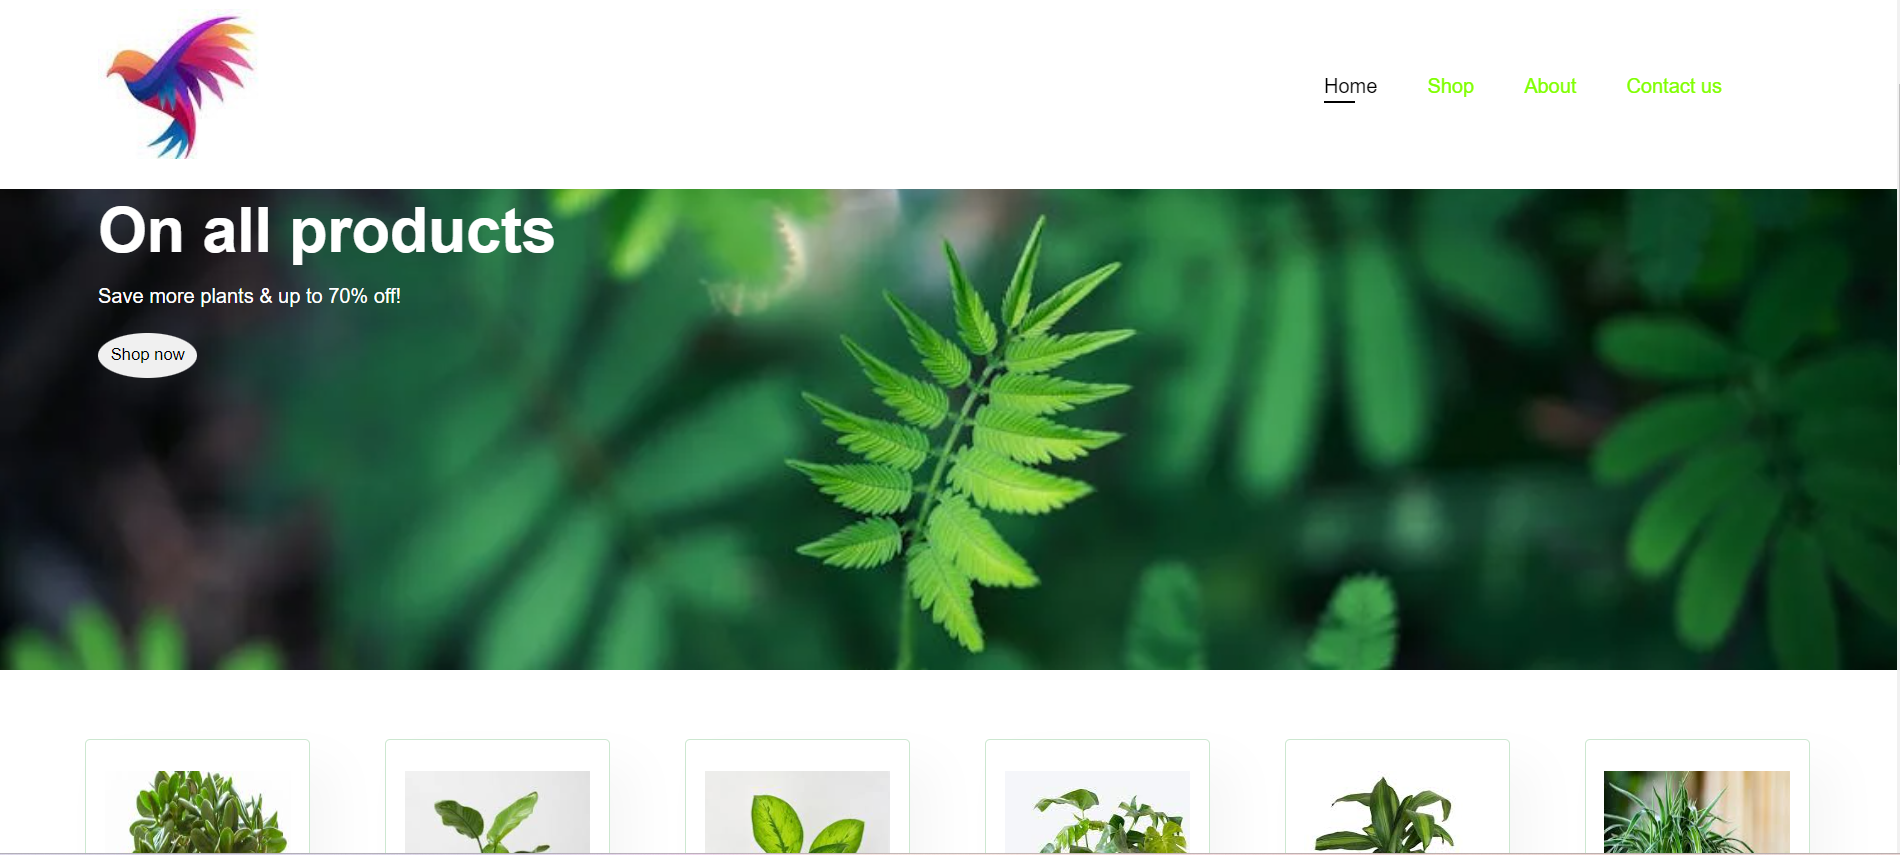 Home
Shop
About
Contact us
On all products
Save more plants & up to 70% off!
Shop now